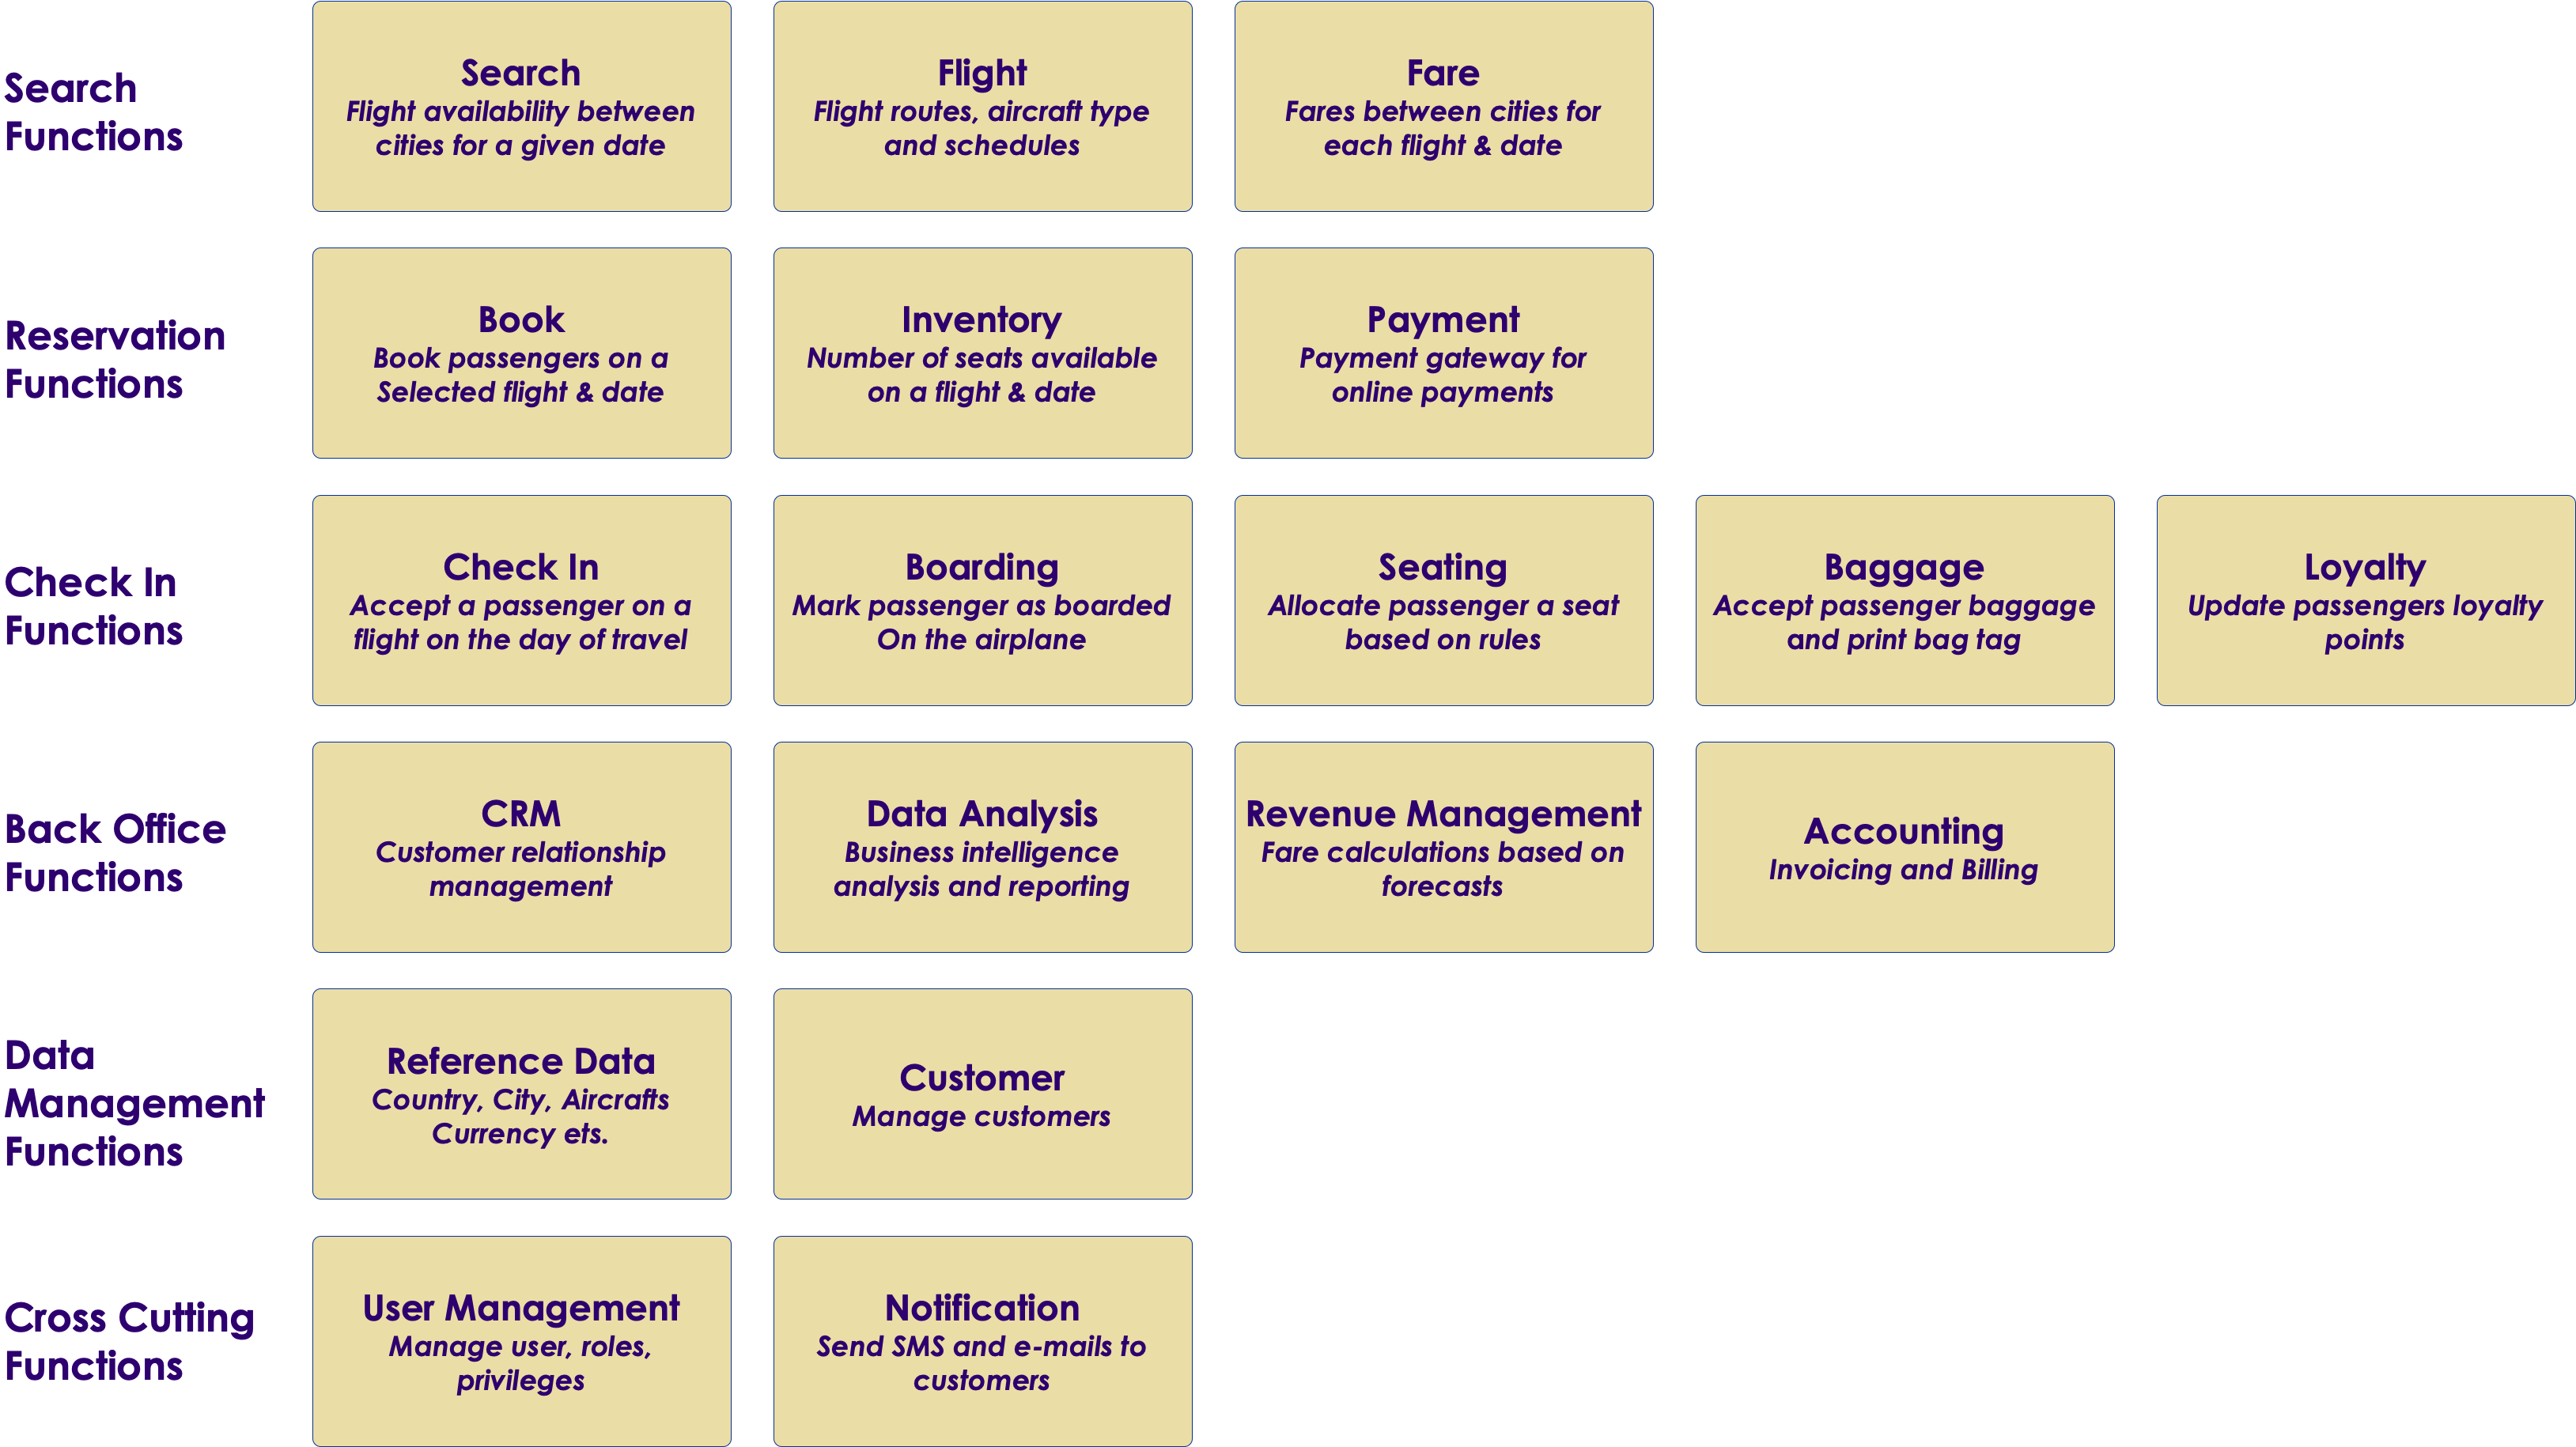 Search
Functions
Search
Flight availability between
cities for a given date
Flight
Flight routes, aircraft type
and schedules
Fare
Fares between cities for
each flight & date
Reservation
Functions
Book
Book passengers on a
Selected flight & date
Inventory
Number of seats available
on a flight & date
Payment
Payment gateway for
online payments
Check In
Functions
Check In
Accept a passenger on a
flight on the day of travel
Boarding
Mark passenger as boarded
On the airplane
Seating
Allocate passenger a seat
based on rules
Baggage
Accept passenger baggage
and print bag tag
Loyalty
Update passengers loyalty
points
Back Office
Functions
CRM
Customer relationship
management
Data Analysis
Business intelligence
analysis and reporting
Revenue Management
Fare calculations based on
forecasts
Accounting
Invoicing and Billing
Data
Management
Functions
Reference Data
Country, City, Aircrafts
Currency ets.
Customer
Manage customers
Cross Cutting
Functions
User Management
Manage user, roles,
privileges
Notification
Send SMS and e-mails to
customers